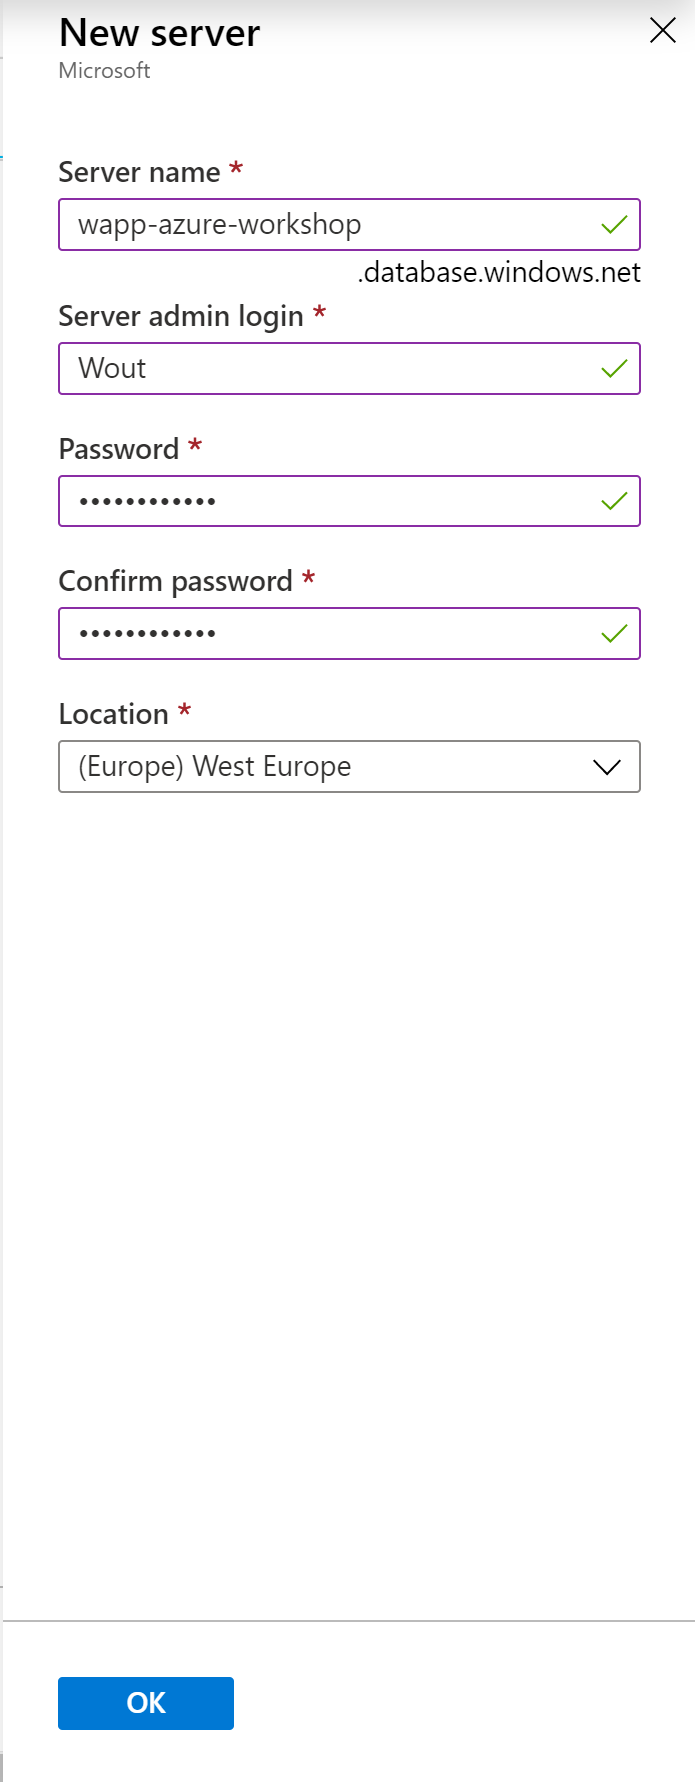 New server
Microsoft
Server name *
wapp-azure-workshop
.database.windows.net
Server admin login *
Wout
Password *
••••••••••••
Confirm password *
••••••••••••
Location *
(Europe) West Europe
OK